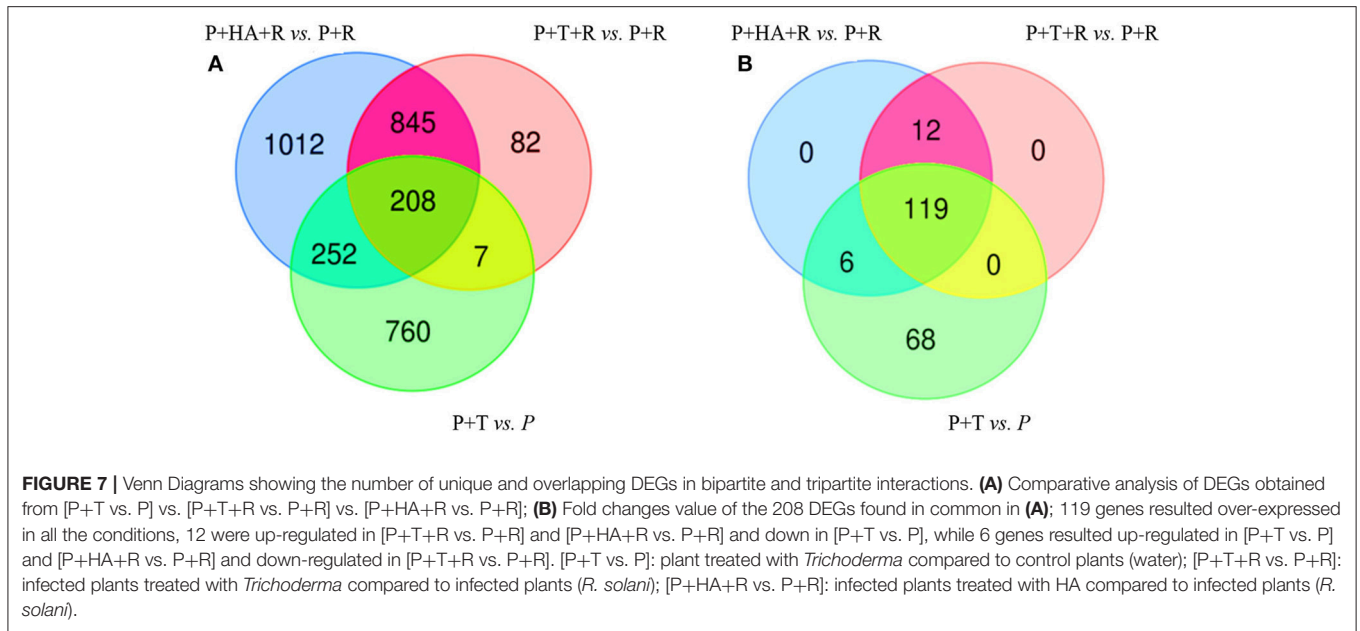 P+HA+R vs. P+R
P+T+R vs. P+R
A
1012
845
82
208
252
7
760
P+T vs. P
P+HA+R vs. P+R
P+T+R vs. P+R
B
0
12
0
119
6
0
68
P+T vs. P
FIGURE 7 | Venn Diagrams showing the number of unique and overlapping DEGs in bipartite and tripartite interactions. (A) Comparative analysis of DEGs obtained
from [P+T vs. P] vs. [P+T+R vs. P+R] vs. [P+HA+R vs. P+R]; (B) Fold changes value of the 208 DEGs found in common in (A); 119 genes resulted over-expressed
in all the conditions, 12 were up-regulated in [P+T+R vs. P+R] and [P+HA+R vs. P+R] and down in [P+T vs. P], while 6 genes resulted up-regulated in [P+T vs. P]
and [P+HA+R vs. P+R] and down-regulated in [P+T+R vs. P+R]. [P+T vs. P]: plant treated with Trichoderma compared to control plants (water); [P+T+R vs. P+R]:
infected plants treated with Trichoderma compared to infected plants (R. solani); [P+HA+R vs. P+R]: infected plants treated with HA compared to infected plants (R.
solani).